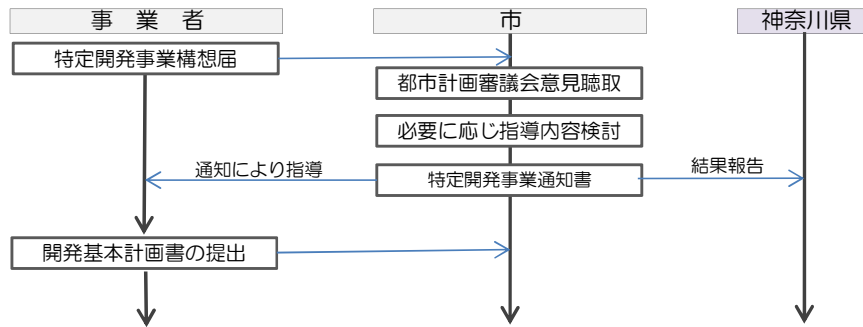 事　業　者
市
神奈川県
特定開発事業構想届
都市計画審議会意見聴取
必要に応じ指導内容検討
通知により指導
特定開発事業通知書
結果報告
開発基本計画書の提出